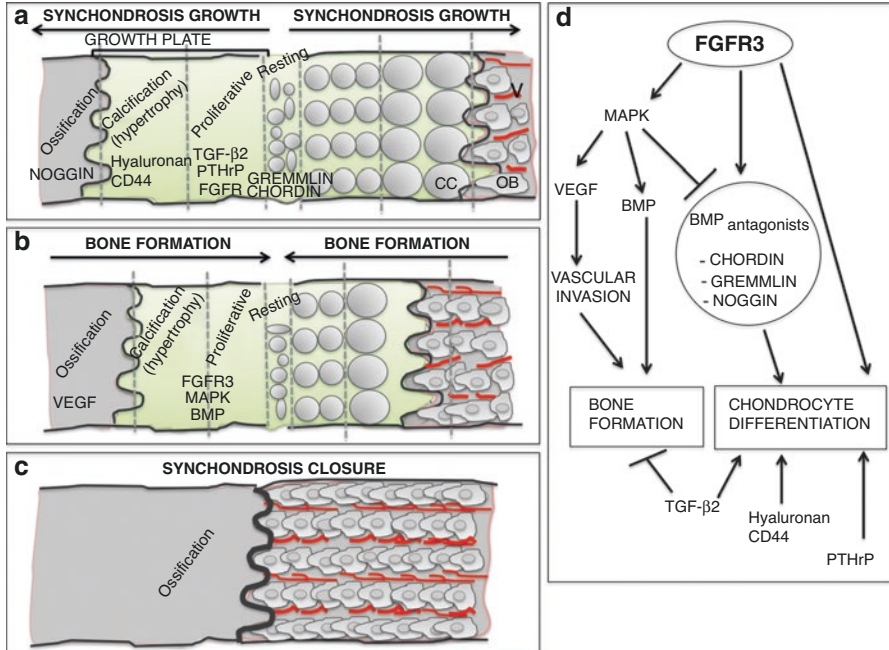 a
SYNCHONDROSIS GROWTH
SYNCHONDROSIS GROWTH
GROWTH PLATE
Ossification
Calcification
(hypertrophy)
Proliferative
Resting
NOGGIN
Hyaluronan
CD44
TGF-β2
PTHrP
FGFR
GREMMLIN
CHORDIN
CC
OB
V
b
BONE FORMATION
BONE FORMATION
Ossification
Calcification
(hypertrophy)
Proliferative
Resting
VEGF
FGFR3
MAPK
BMP
c
SYNCHONDROSIS CLOSURE
Ossification
d
FGFR3
MAPK
VEGF
BMP
BMP antagonists
- CHORDIN
- GREMMLIN
- NOGGIN
VASCULAR
INVASION
BONE
FORMATION
CHONDROCYTE
DIFFERENTIATION
TGF-β2
Hyaluronan
CD44
PTHrP